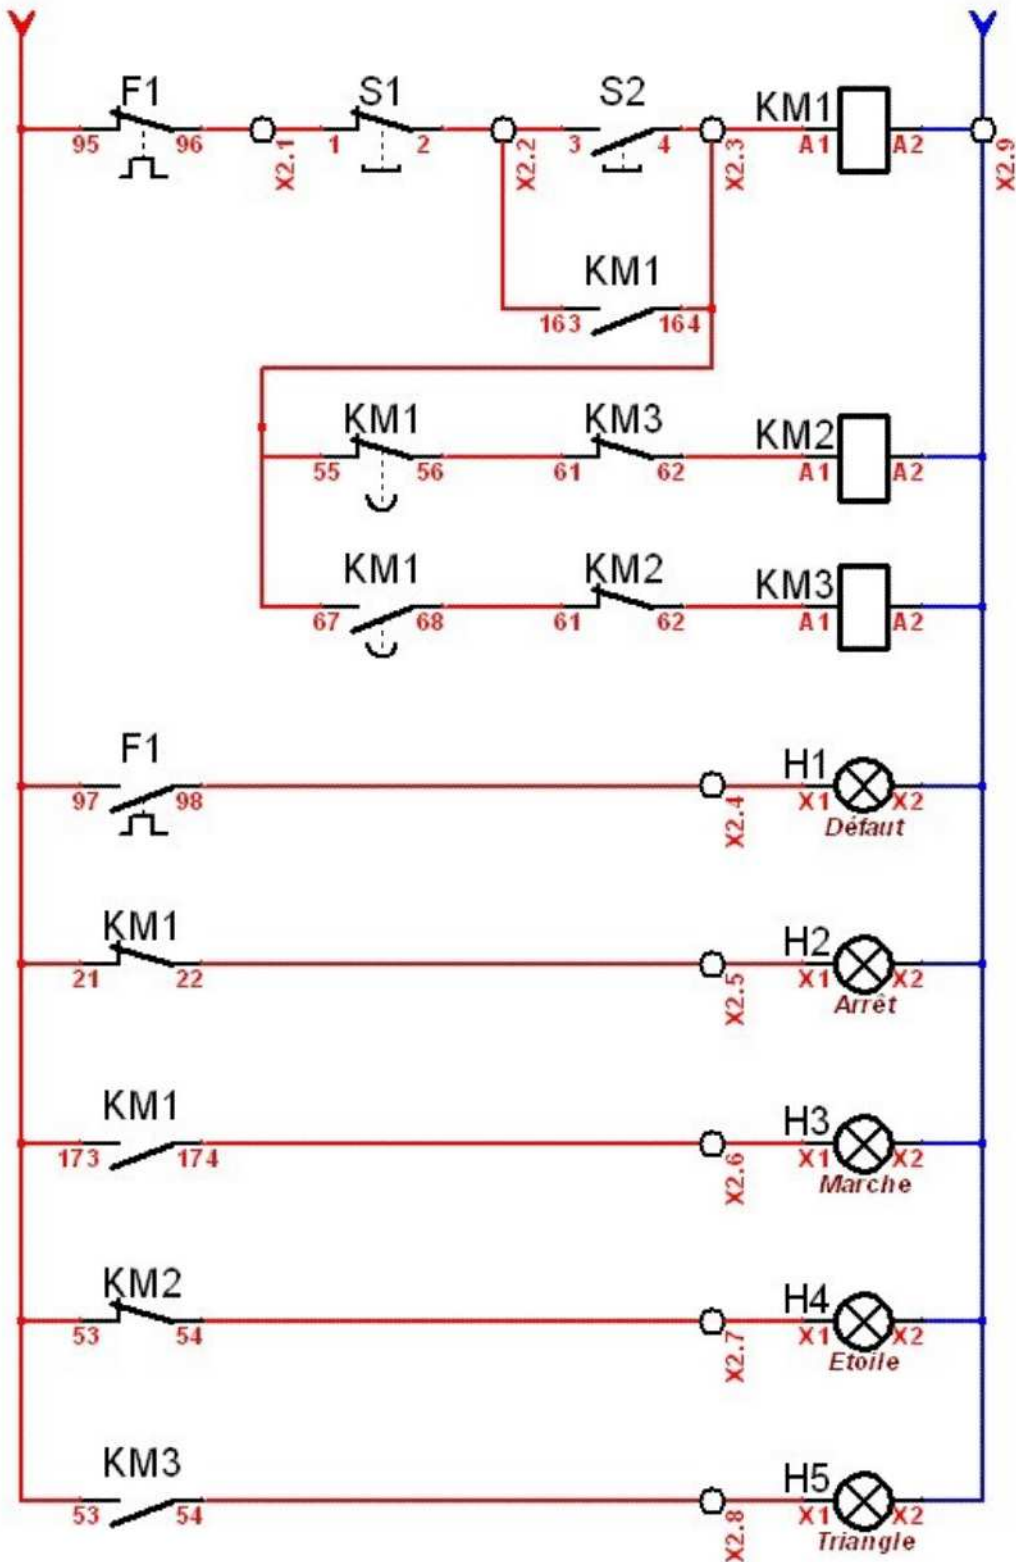 F1 S1 S2 KM1
95 96 X2.1 1 2 X2.2 3 4 X2.3 A1 A2 X2.9
KM1
163 164
KM1 KM3 KM2
55 56 61 62 A1 A2
KM1 KM2 KM3
67 68 61 62 A1 A2
F1 H1
97 98 X2.4 X1 X2
Défaut
KM1 H2
21 22 X2.5 X1 X2
Arrêt
KM1 H3
173 174 X2.6 X1 X2
Marche
KM2 H4
53 54 X2.7 X1 X2
Etoile
KM3 H5
53 54 X2.8 X1 X2
Triangle